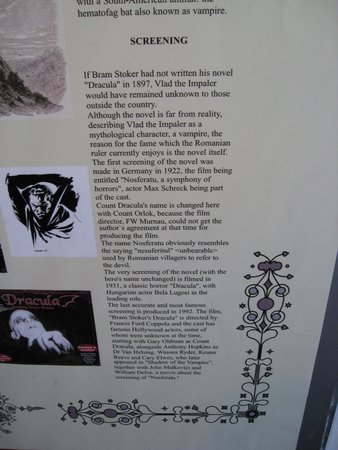 with a South-American animal: the
hematofag bat also known as vampire.
SCREENING
If Bram Stoker had not written his novel
"Dracula" in 1897, Vlad the Impaler
would have remained unknown to those
outside the country.
Although the novel is far from reality,
describing Vlad the Impaler as a
mythological character, a vampire, the
reason for the fame which the Romanian
ruler currently enjoys is the novel itself.
The first screening of the novel was
made in Germany in 1922, the film being
entitled "Nosferatu, a symphony of
horrors", actor Max Schreck being part
of the cast.
Count Dracula's name is changed here
with Count Orlok, because the film
director, FW Murnau, could not get the
author`s agreement at that time for
producing the film.
The name Nosferatu obviously resembles
the saying "nesuferitul" <unbearable>
used by Romanian villagers to refer to
the devil.
The very screening of the novel (with the
hero's name unchanged) is filmed in
1931, a classic horror "Dracula", with
Hungarian actor Bela Lugosi in the
leading role.
The last accurate and most famous
screening is produced in 1992. The film,
"Bram Stoker's Dracula" is directed by
Francis Ford Coppola and the cast has
famous Hollywood actors, some of
whom were unknown at the time,
starting with Gary Oldman as Count
Dracula, alongside Anthony Hopkins as
Dr Van Helsing, Winona Ryder, Keanu
Reeves and Cary Elwes, who later
appeared in "Shadow of the Vampire",
together with John Malkovici and
William Dafoe, a movie about the
screening of "Nosferatu."
Dracula